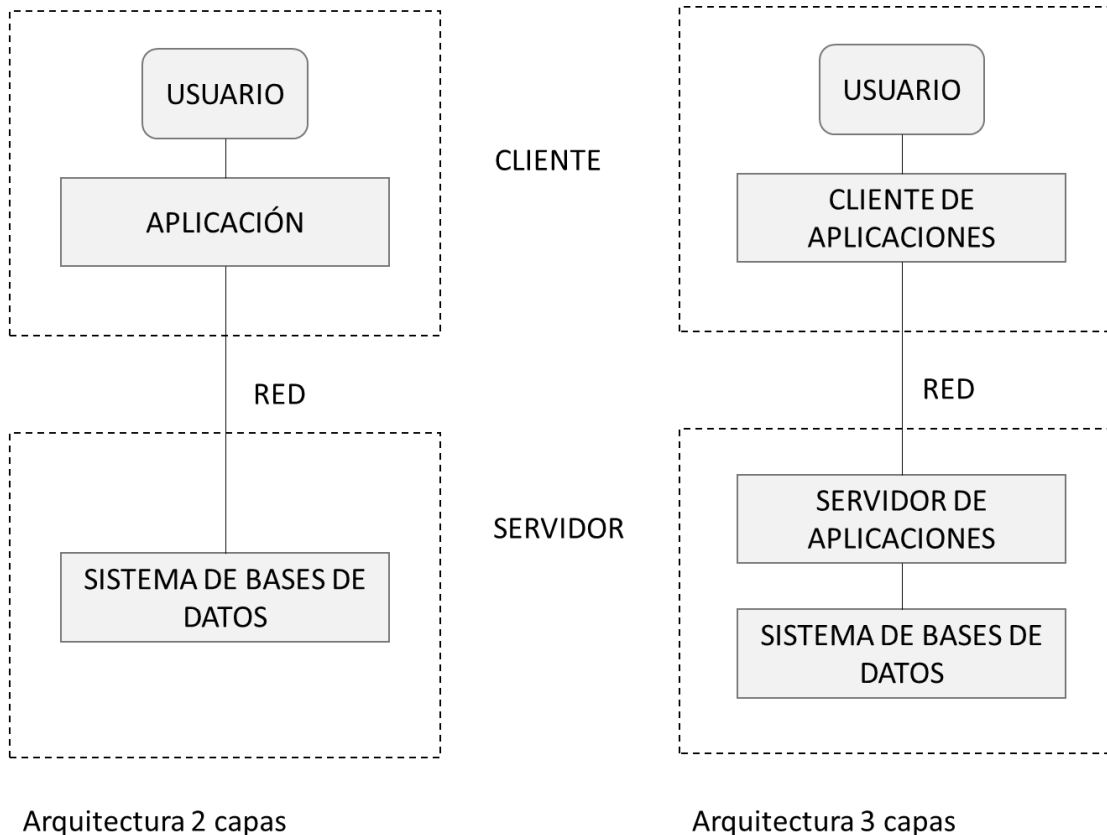 USUARIO
APLICACIÓN
RED
SISTEMA DE BASES DE
DATOS
Arquitectura 2 capas
CLIENTE
SERVIDOR
USUARIO
CLIENTE DE
APLICACIONES
RED
SERVIDOR DE
APLICACIONES
SISTEMA DE BASES DE
DATOS
Arquitectura 3 capas